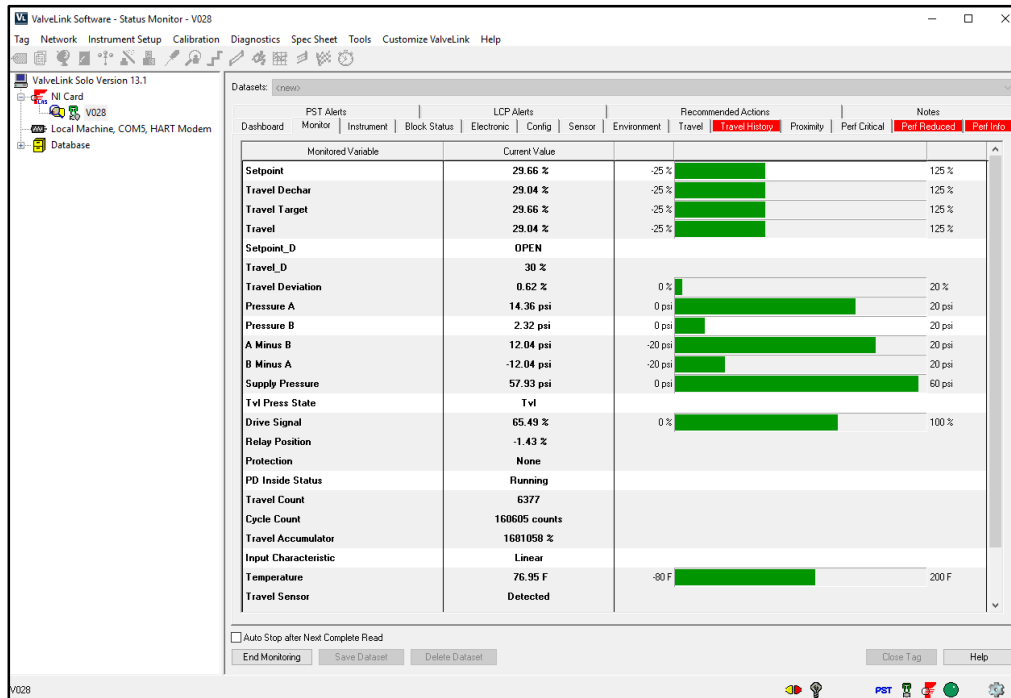 VL ValveLink Software - Status Monitor - V028
Tag Network Instrument Setup Calibration Diagnostics Spec Sheet Tools Customize ValveLink Help
ValveLink Solo Version 13.1
NI Card
V028
Local Machine, COM5, HART Modem
Database
Datasets: <new>
PST Alerts LCP Alerts Recommended Actions Notes
Dashboard Monitor Instrument Block Status Electronic Config Sensor Environment Travel Travel History Proximity Perf Critical Perf Reduced Perf Info
Monitored Variable Current Value
Setpoint 29.66 % -25 % 125 %
Travel Dechar 29.04 % -25 % 125 %
Travel Target 29.66 % -25 % 125 %
Travel 29.04 % -25 % 125 %
Setpoint_D OPEN
Travel_D 30 %
Travel Deviation 0.62 % 0 % 20 %
Pressure A 14.36 psi 0 psi 20 psi
Pressure B 2.32 psi 0 psi 20 psi
A Minus B 12.04 psi -20 psi 20 psi
B Minus A -12.04 psi -20 psi 20 psi
Supply Pressure 57.93 psi 0 psi 60 psi
Tvl Press State Tvl
Drive Signal 65.49 % 0 % 100 %
Relay Position -1.43 %
Protection None
PD Inside Status Running
Travel Count 6377
Cycle Count 160605 counts
Travel Accumulator 1681058 %
Input Characteristic Linear
Temperature 76.95 F -80 F 200 F
Travel Sensor Detected
Auto Stop after Next Complete Read
End Monitoring Save Dataset Delete Dataset Close Tag Help
V028 PST